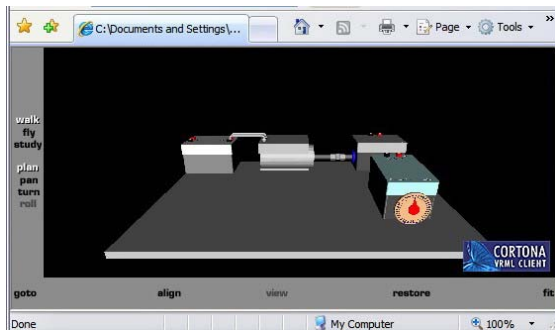 C:\Documents and Settings\...
Page
Tools
»
walk
fly
study
plan
pan
turn
roll
CORTONA
VRML CLIENT
goto align view restore fit
Done My Computer 100%